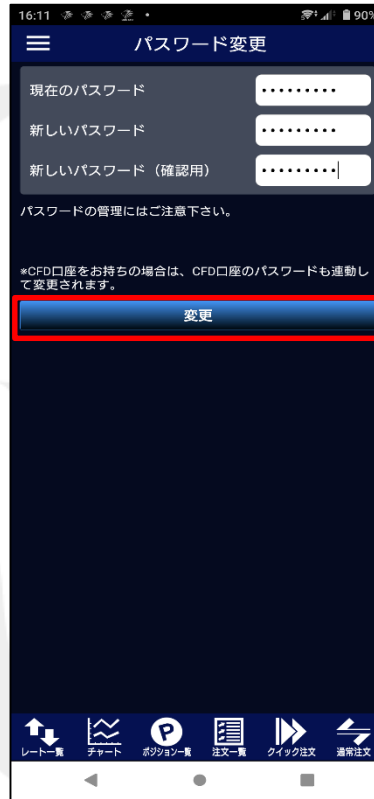 16:11
90%
パスワード変更
現在のパスワード
•••••••••
新しいパスワード
•••••••••
新しいパスワード（確認用）
•••••••••
パスワードの管理にはご注意下さい。
*CFD口座をお持ちの場合は、CFD口座のパスワードも連動し
て変更されます。
変更
レート一覧 チャート ポジション一覧 注文一覧 クイック注文 通常注文